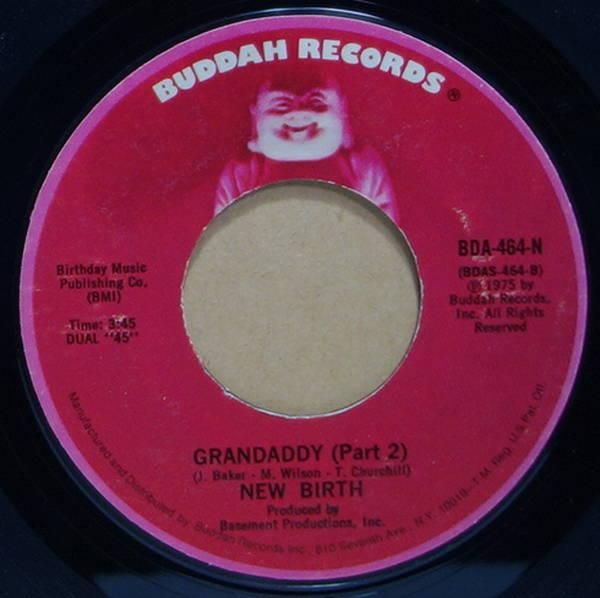 BUDDAH RECORDS®
Birthday Music
Publishing Co.
(BMI)
Time: 3:45
DUAL "45"
BDA-464-N
(BDAS-464-B)
Ⓟ 1975 by
Buddah Records,
Inc. All Rights
Reserved
GRANDADDY (Part 2)
(J. Baker - M. Wilson - T. Churchill)
NEW BIRTH
Produced by
Basement Productions, Inc.
Manufactured and Distributed by Buddah Records Inc., 810 Seventh Ave., N.Y. 10019-T.M. Reg. U.S. Pat. Off.